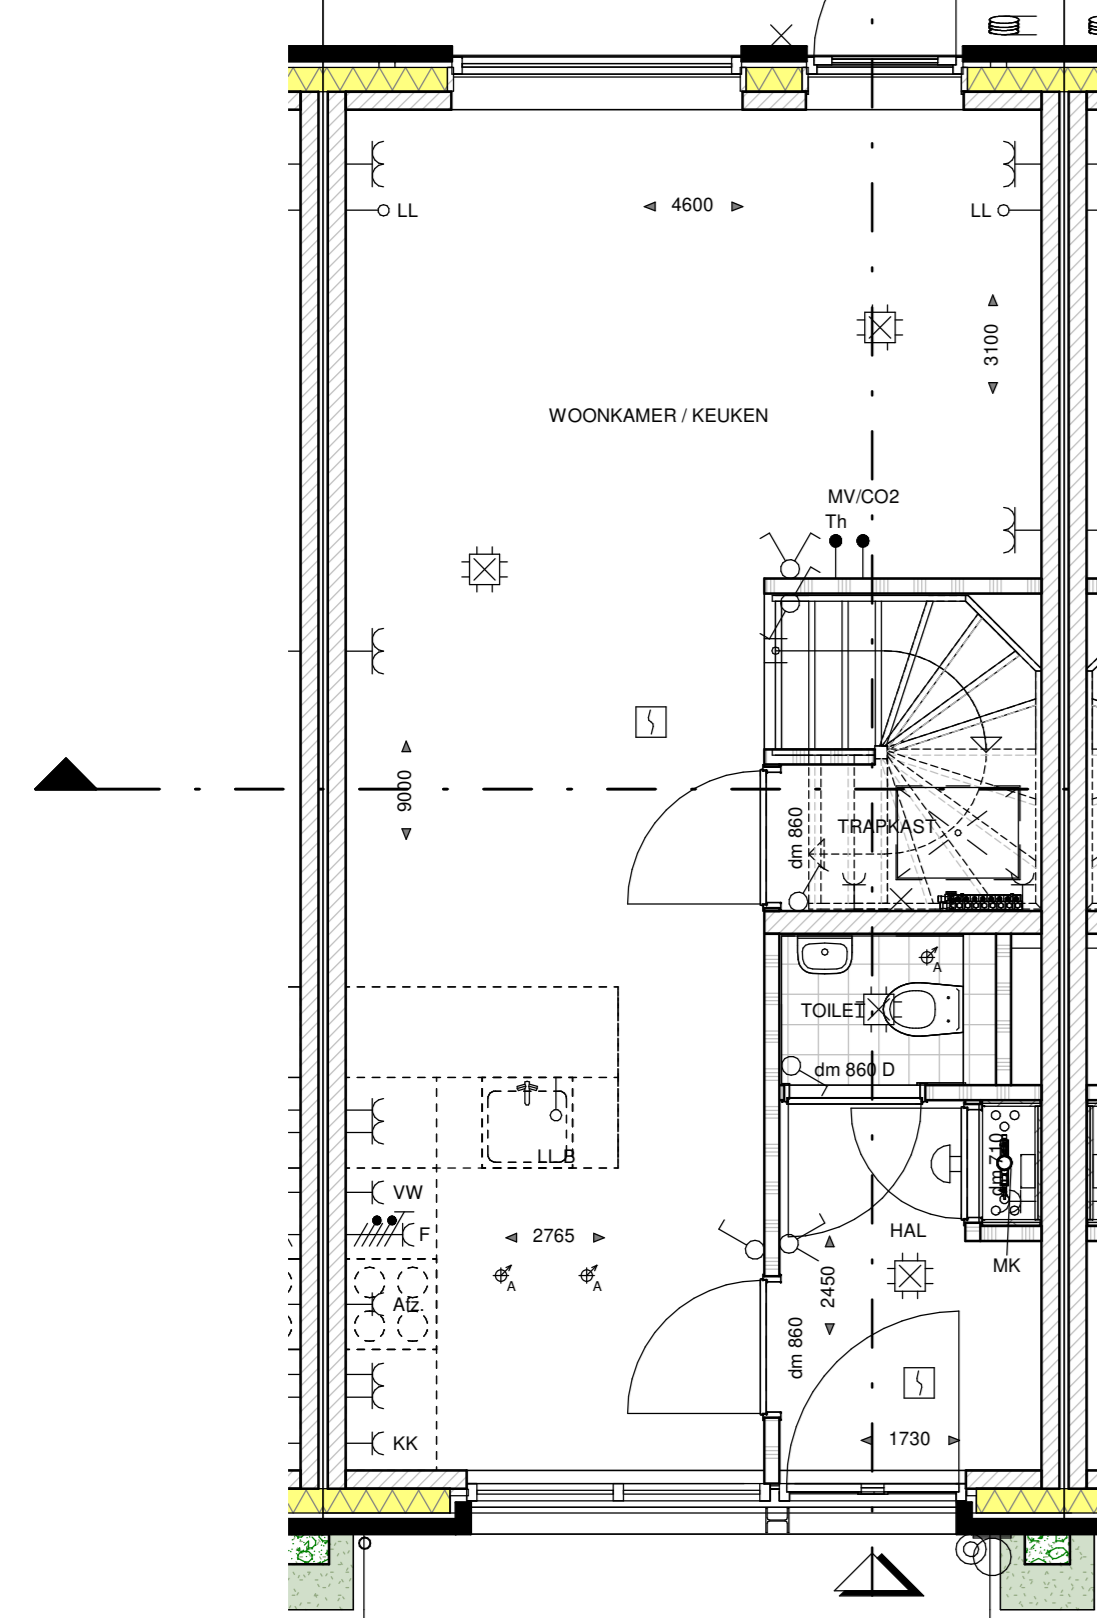 4600
LL
LL
3100
WOONKAMER / KEUKEN
MV/CO2
Th
9000
dm 860
TRAPKAST
A
TOILET
dm 860 D
LL B
dm 710
VW
F
2765
HAL
MK
A
A
2450
Afz.
dm 860
KK
1730